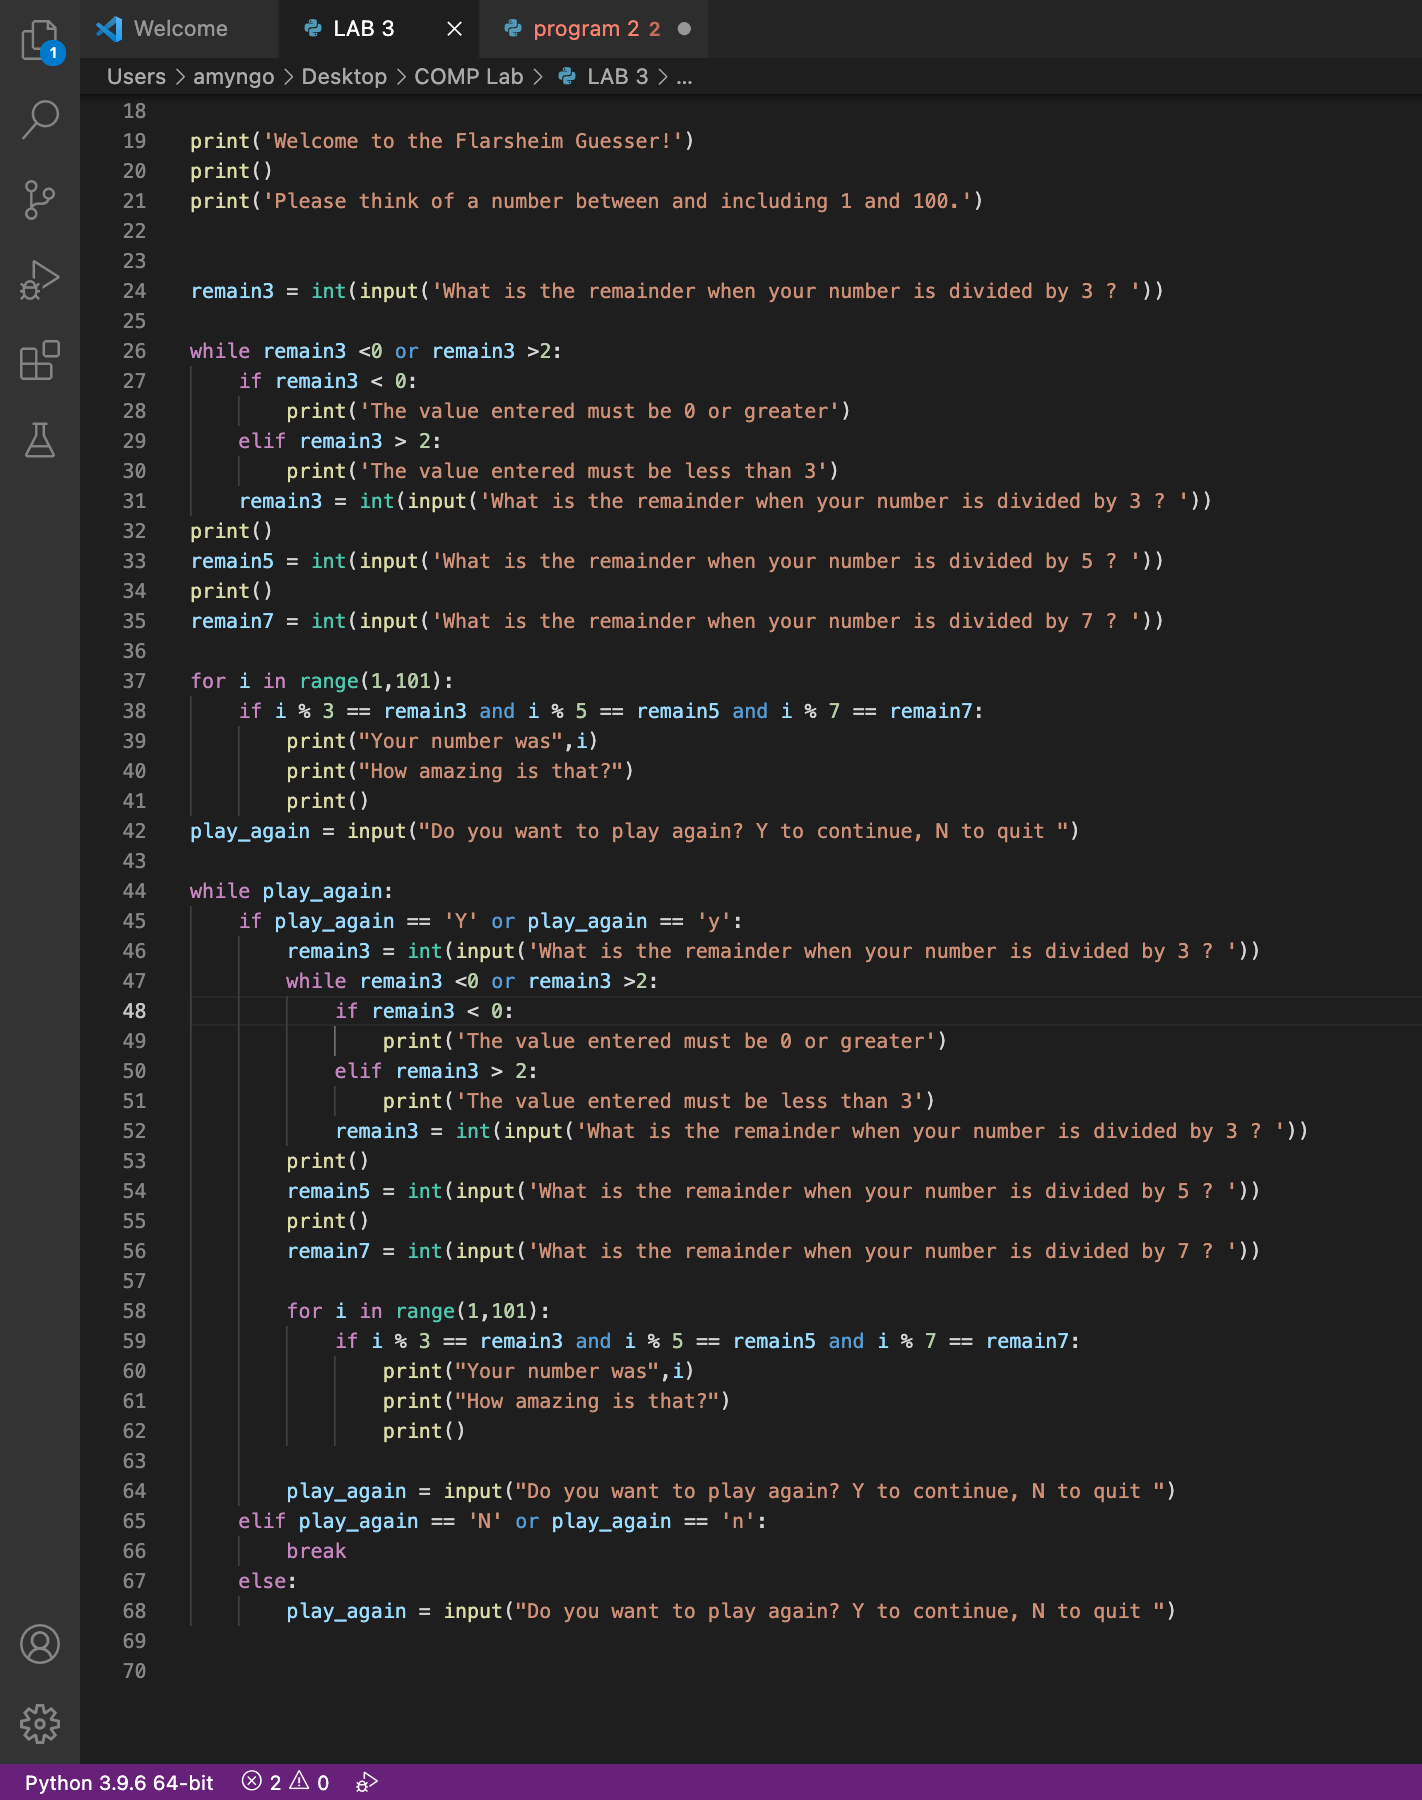 Welcome LAB 3 program 2 2
1
Users > amyngo > Desktop > COMP Lab > LAB 3 > ...
18
19 print('Welcome to the Flarsheim Guesser!')
20 print()
21 print('Please think of a number between and including 1 and 100.')
22
23
24 remain3 = int(input('What is the remainder when your number is divided by 3 ? '))
25
26 while remain3 <0 or remain3 >2:
27     if remain3 < 0:
28         print('The value entered must be 0 or greater')
29     elif remain3 > 2:
30         print('The value entered must be less than 3')
31     remain3 = int(input('What is the remainder when your number is divided by 3 ? '))
32 print()
33 remain5 = int(input('What is the remainder when your number is divided by 5 ? '))
34 print()
35 remain7 = int(input('What is the remainder when your number is divided by 7 ? '))
36
37 for i in range(1,101):
38     if i % 3 == remain3 and i % 5 == remain5 and i % 7 == remain7:
39         print("Your number was",i)
40         print("How amazing is that?")
41         print()
42 play_again = input("Do you want to play again? Y to continue, N to quit ")
43
44 while play_again:
45     if play_again == 'Y' or play_again == 'y':
46         remain3 = int(input('What is the remainder when your number is divided by 3 ? '))
47         while remain3 <0 or remain3 >2:
48             if remain3 < 0:
49                 print('The value entered must be 0 or greater')
50             elif remain3 > 2:
51                 print('The value entered must be less than 3')
52             remain3 = int(input('What is the remainder when your number is divided by 3 ? '))
53         print()
54         remain5 = int(input('What is the remainder when your number is divided by 5 ? '))
55         print()
56         remain7 = int(input('What is the remainder when your number is divided by 7 ? '))
57
58         for i in range(1,101):
59             if i % 3 == remain3 and i % 5 == remain5 and i % 7 == remain7:
60                 print("Your number was",i)
61                 print("How amazing is that?")
62                 print()
63
64         play_again = input("Do you want to play again? Y to continue, N to quit ")
65     elif play_again == 'N' or play_again == 'n':
66         break
67     else:
68         play_again = input("Do you want to play again? Y to continue, N to quit ")
69
70
Python 3.9.6 64-bit 2 0